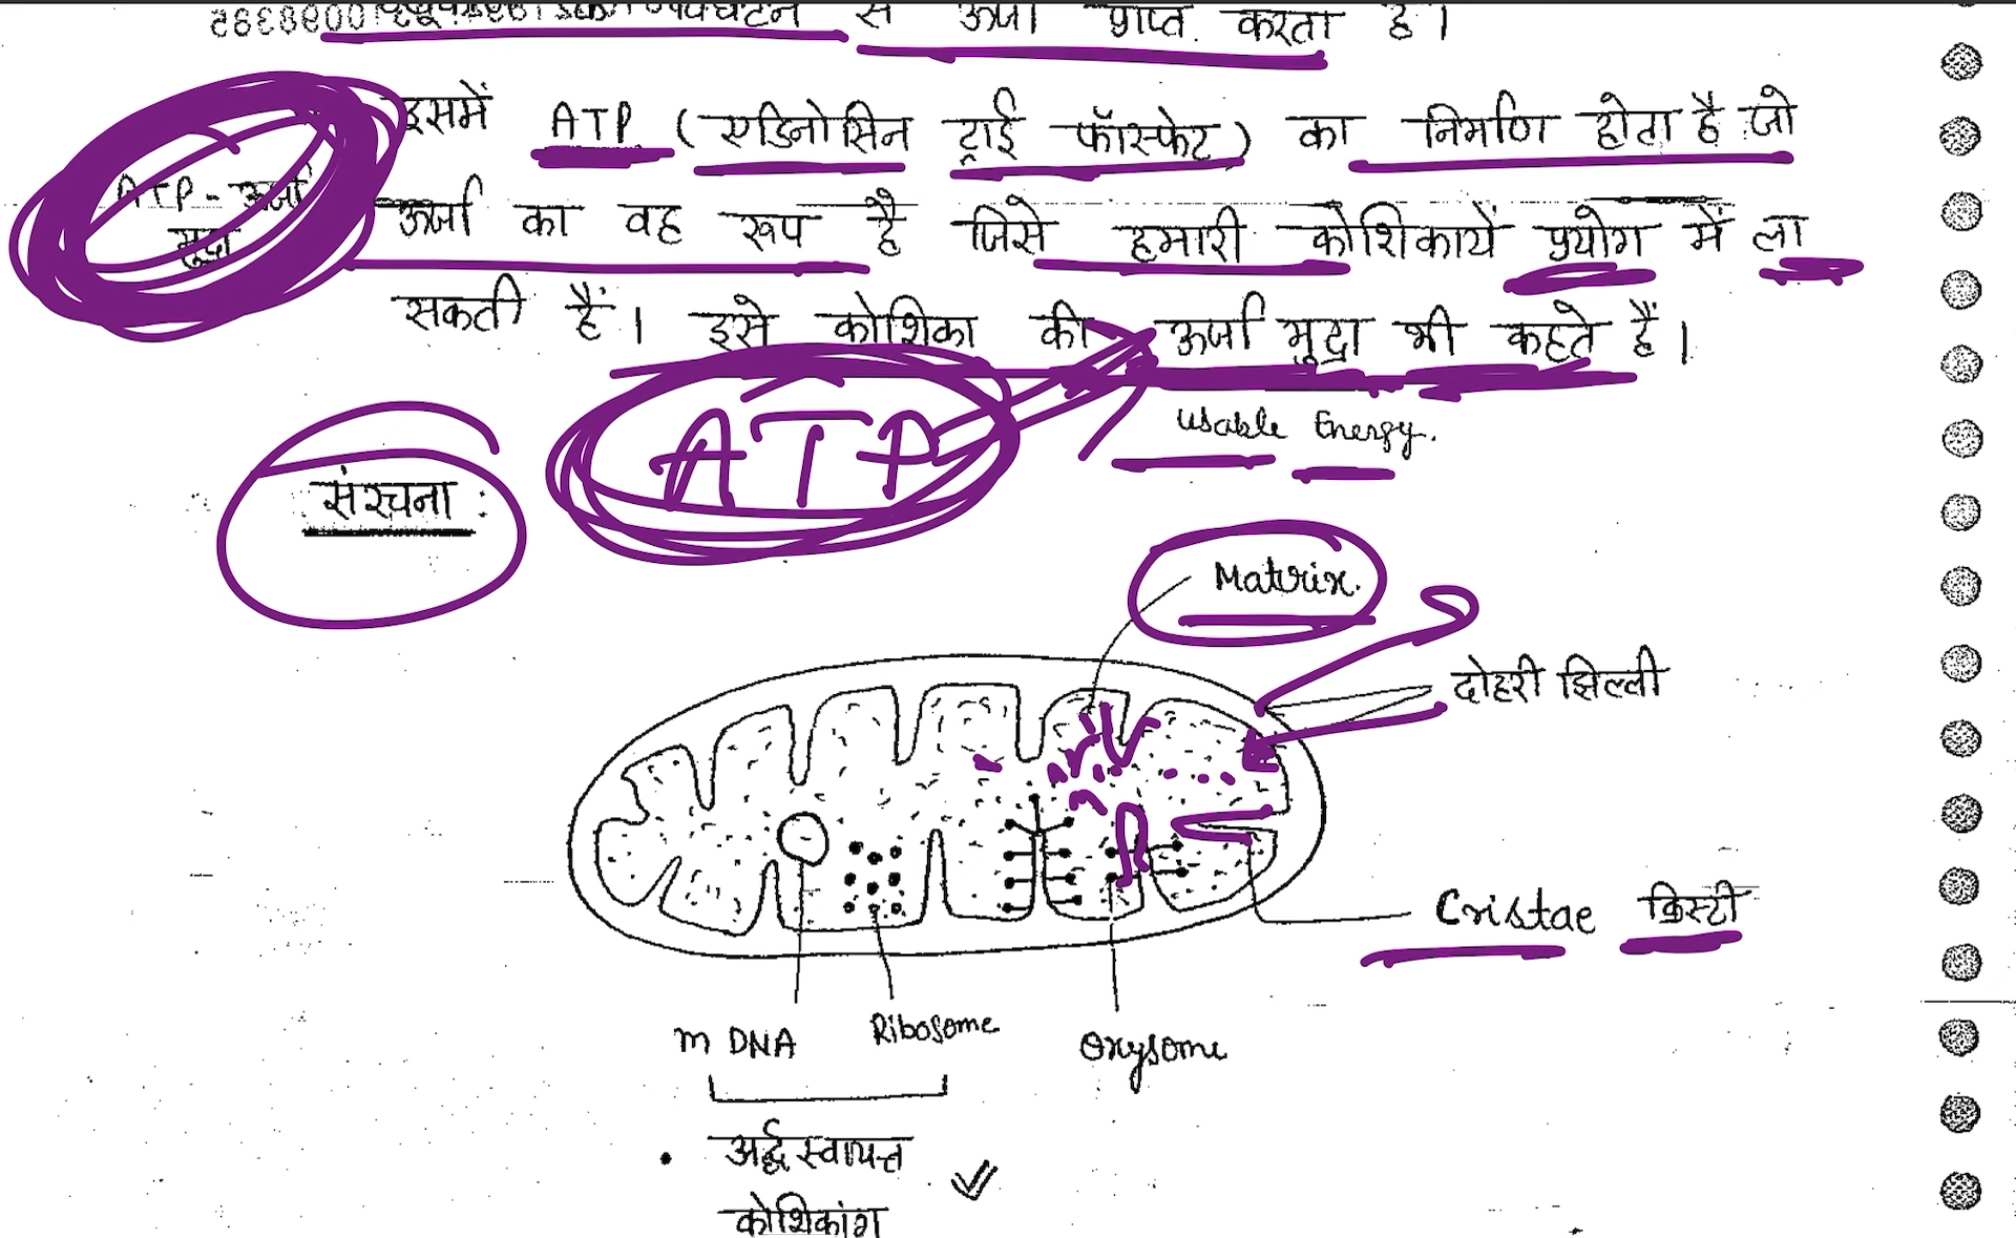 से ऊर्जा प्राप्त करता है।
इसमें ATP (एडिनोसिन ट्राई फॉस्फेट) का निर्माण होता है जो
ATP - ऊर्जा
मुद्रा
ऊर्जा का वह रूप है जिसे हमारी कोशिकायें प्रयोग में ला
सकती हैं। इसे कोशिका की ऊर्जा मुद्रा भी कहते हैं।
ATP
Usable Energy.
संरचना :
Matrix.
दोहरी झिल्ली
Cristae क्रिस्टी
m DNA
Ribosome
Oxysome
• अर्द्धस्वायत्त
कोशिकांग